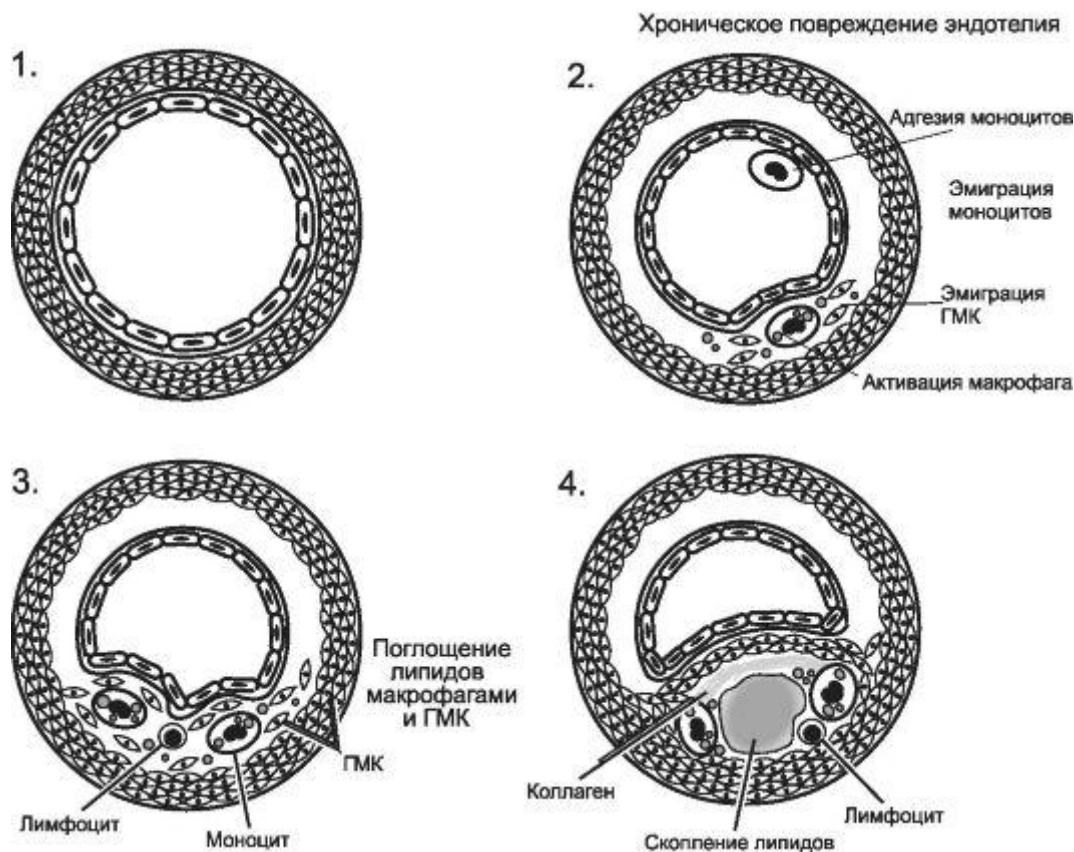 Хроническое повреждение эндотелия
1.
2.
Адгезия моноцитов
Эмиграция
моноцитов
Эмиграция
ГМК
Активация макрофага
3.
Поглощение
липидов
макрофагами
и ГМК
ГМК
Лимфоцит
Моноцит
4.
Коллаген
Скопление липидов
Лимфоцит